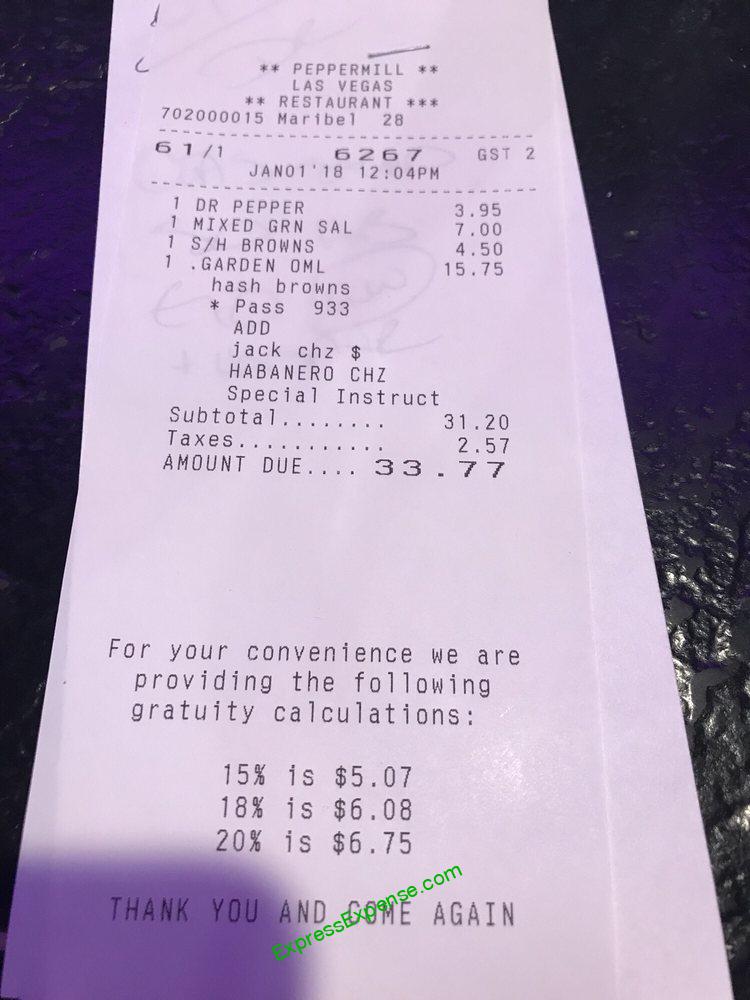 ** PEPPERMILL **
LAS VEGAS
** RESTAURANT ***
702000015 Maribel 28
61/1 6267 GST 2
JAN01'18 12:04PM
1 DR PEPPER 3.95
1 MIXED GRN SAL 7.00
1 S/H BROWNS 4.50
1 .GARDEN OML 15.75
hash browns
* Pass 933
ADD
jack chz $
HABANERO CHZ
Special Instruct
Subtotal........ 31.20
Taxes........... 2.57
AMOUNT DUE.... 33.77
For your convenience we are
providing the following
gratuity calculations:
15% is $5.07
18% is $6.08
20% is $6.75
THANK YOU AND COME AGAIN
ExpressExpense.com